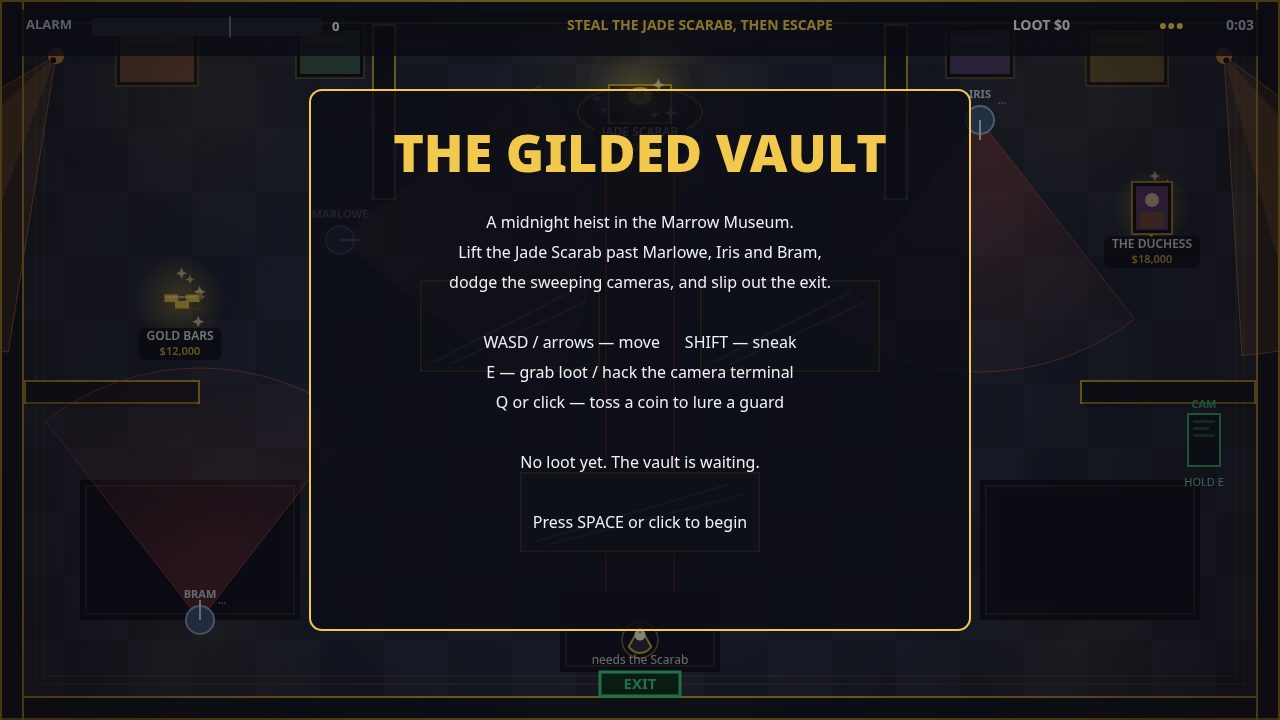 ALARM 0 STEAL THE JADE SCARAB, THEN ESCAPE LOOT $0 0:03
IRIS ...
JADE SCARAB
THE GILDED VAULT
MARLOWE
A midnight heist in the Marrow Museum.
Lift the Jade Scarab past Marlowe, Iris and Bram,
dodge the sweeping cameras, and slip out the exit.
THE DUCHESS
$18,000
GOLD BARS
$12,000
WASD / arrows — move SHIFT — sneak
E — grab loot / hack the camera terminal
Q or click — toss a coin to lure a guard
CAM
HOLD E
No loot yet. The vault is waiting.
Press SPACE or click to begin
BRAM ...
needs the Scarab
EXIT